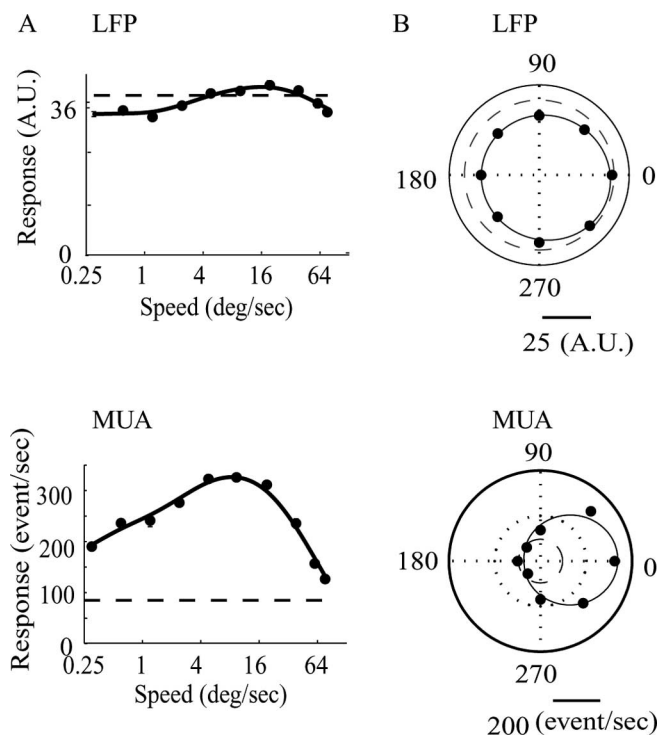 A LFP
Response (A.U.)
36
0
0.25 1 4 16 64
Speed (deg/sec)
B LFP
90
180 0
270
25 (A.U.)
MUA
Response (event/sec)
300
200
100
0
0.25 1 4 16 64
Speed (deg/sec)
MUA
90
180 0
270
200 (event/sec)